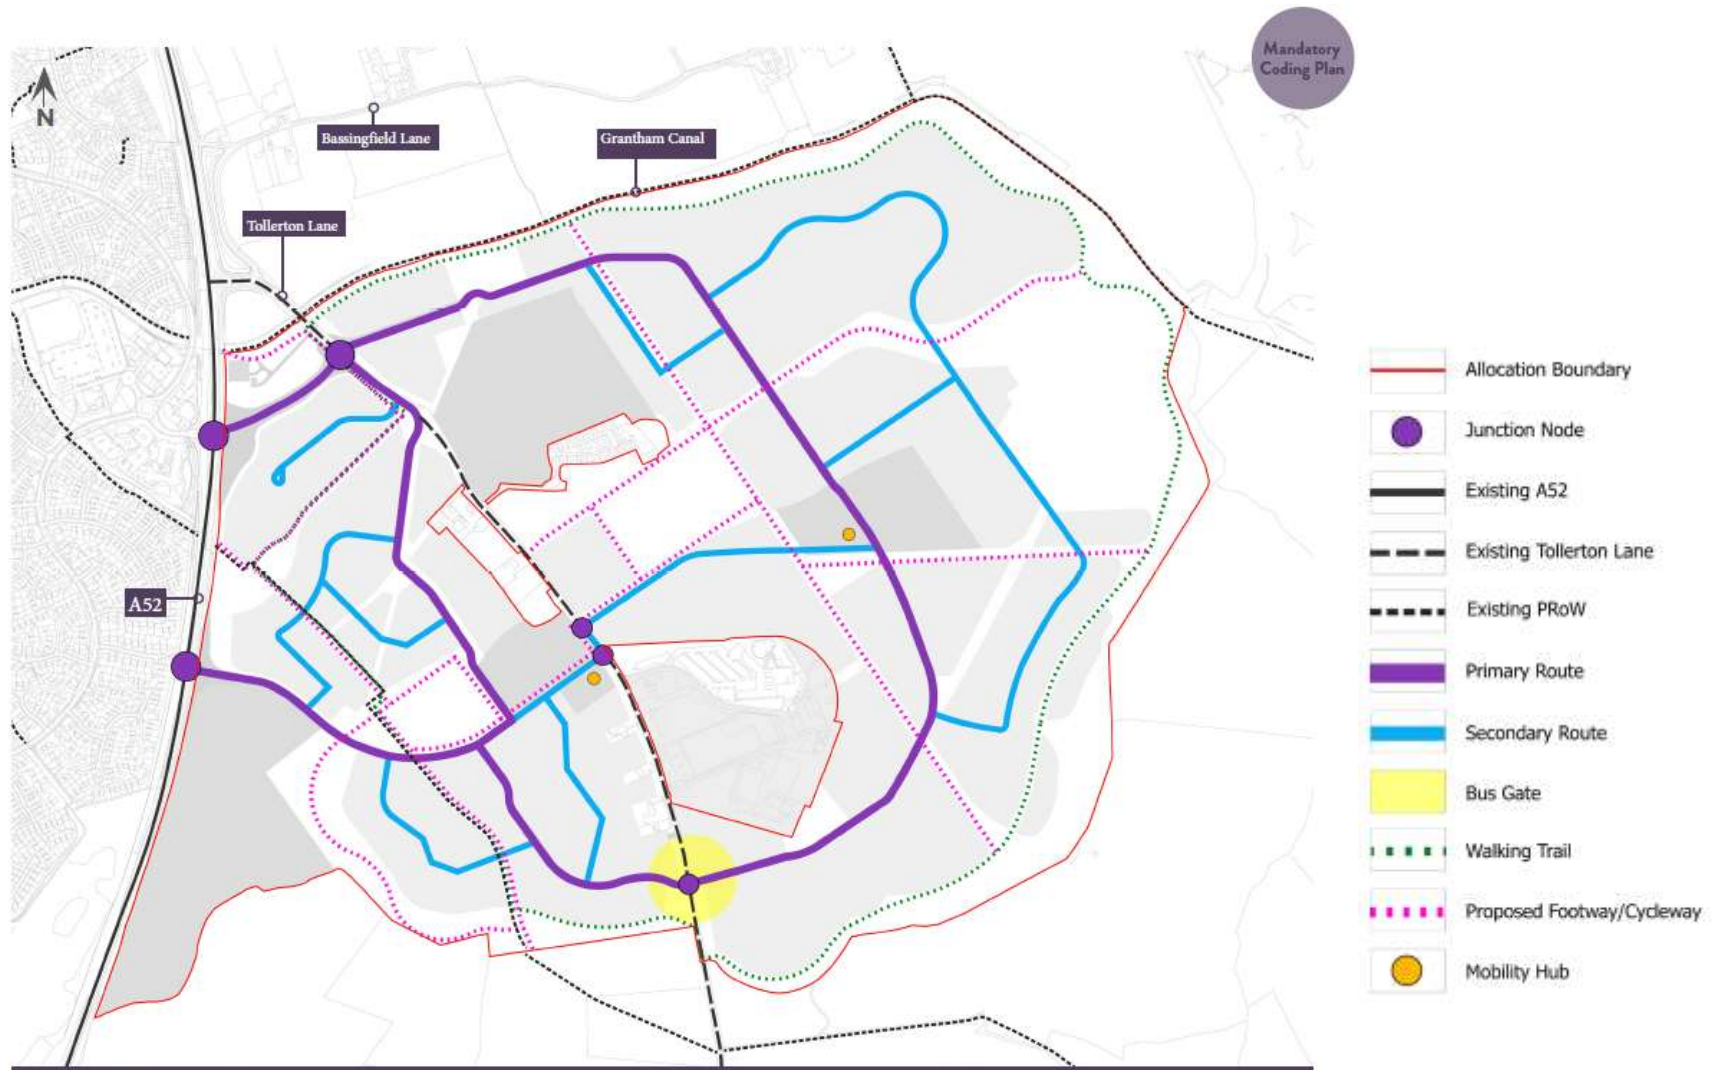 Mandatory
Coding Plan
N
Bassingfield Lane
Grantham Canal
Tollerton Lane
A52
Allocation Boundary
Junction Node
Existing A52
Existing Tollerton Lane
Existing PRoW
Primary Route
Secondary Route
Bus Gate
Walking Trail
Proposed Footway/Cycleway
Mobility Hub